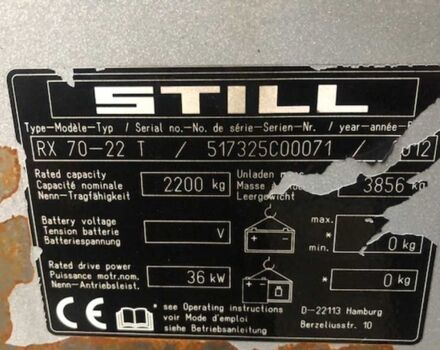 STILL
Type-Modèle-Typ / Serial no.-No. de série-Serien-Nr. / year-année-B
RX 70-22 T / 517325C00071 / 012
Rated capacity
Capacité nominale
Nenn-Tragfähigkeit
2200 kg
Unladen mass
Masse à
Leergewicht
3856 kg
Battery voltage
Tension batterie
Batteriespannung
V
max.
*
min.
0 kg
Rated drive power
Puissance motr.nom.
Nenn-Antriebsleist.
36 kW
*
0 kg
CE
* see Operating instructions
voir Mode d'emploi
siehe Betriebsanleitung
D-22113 Hamburg
Berzeliusstr. 10